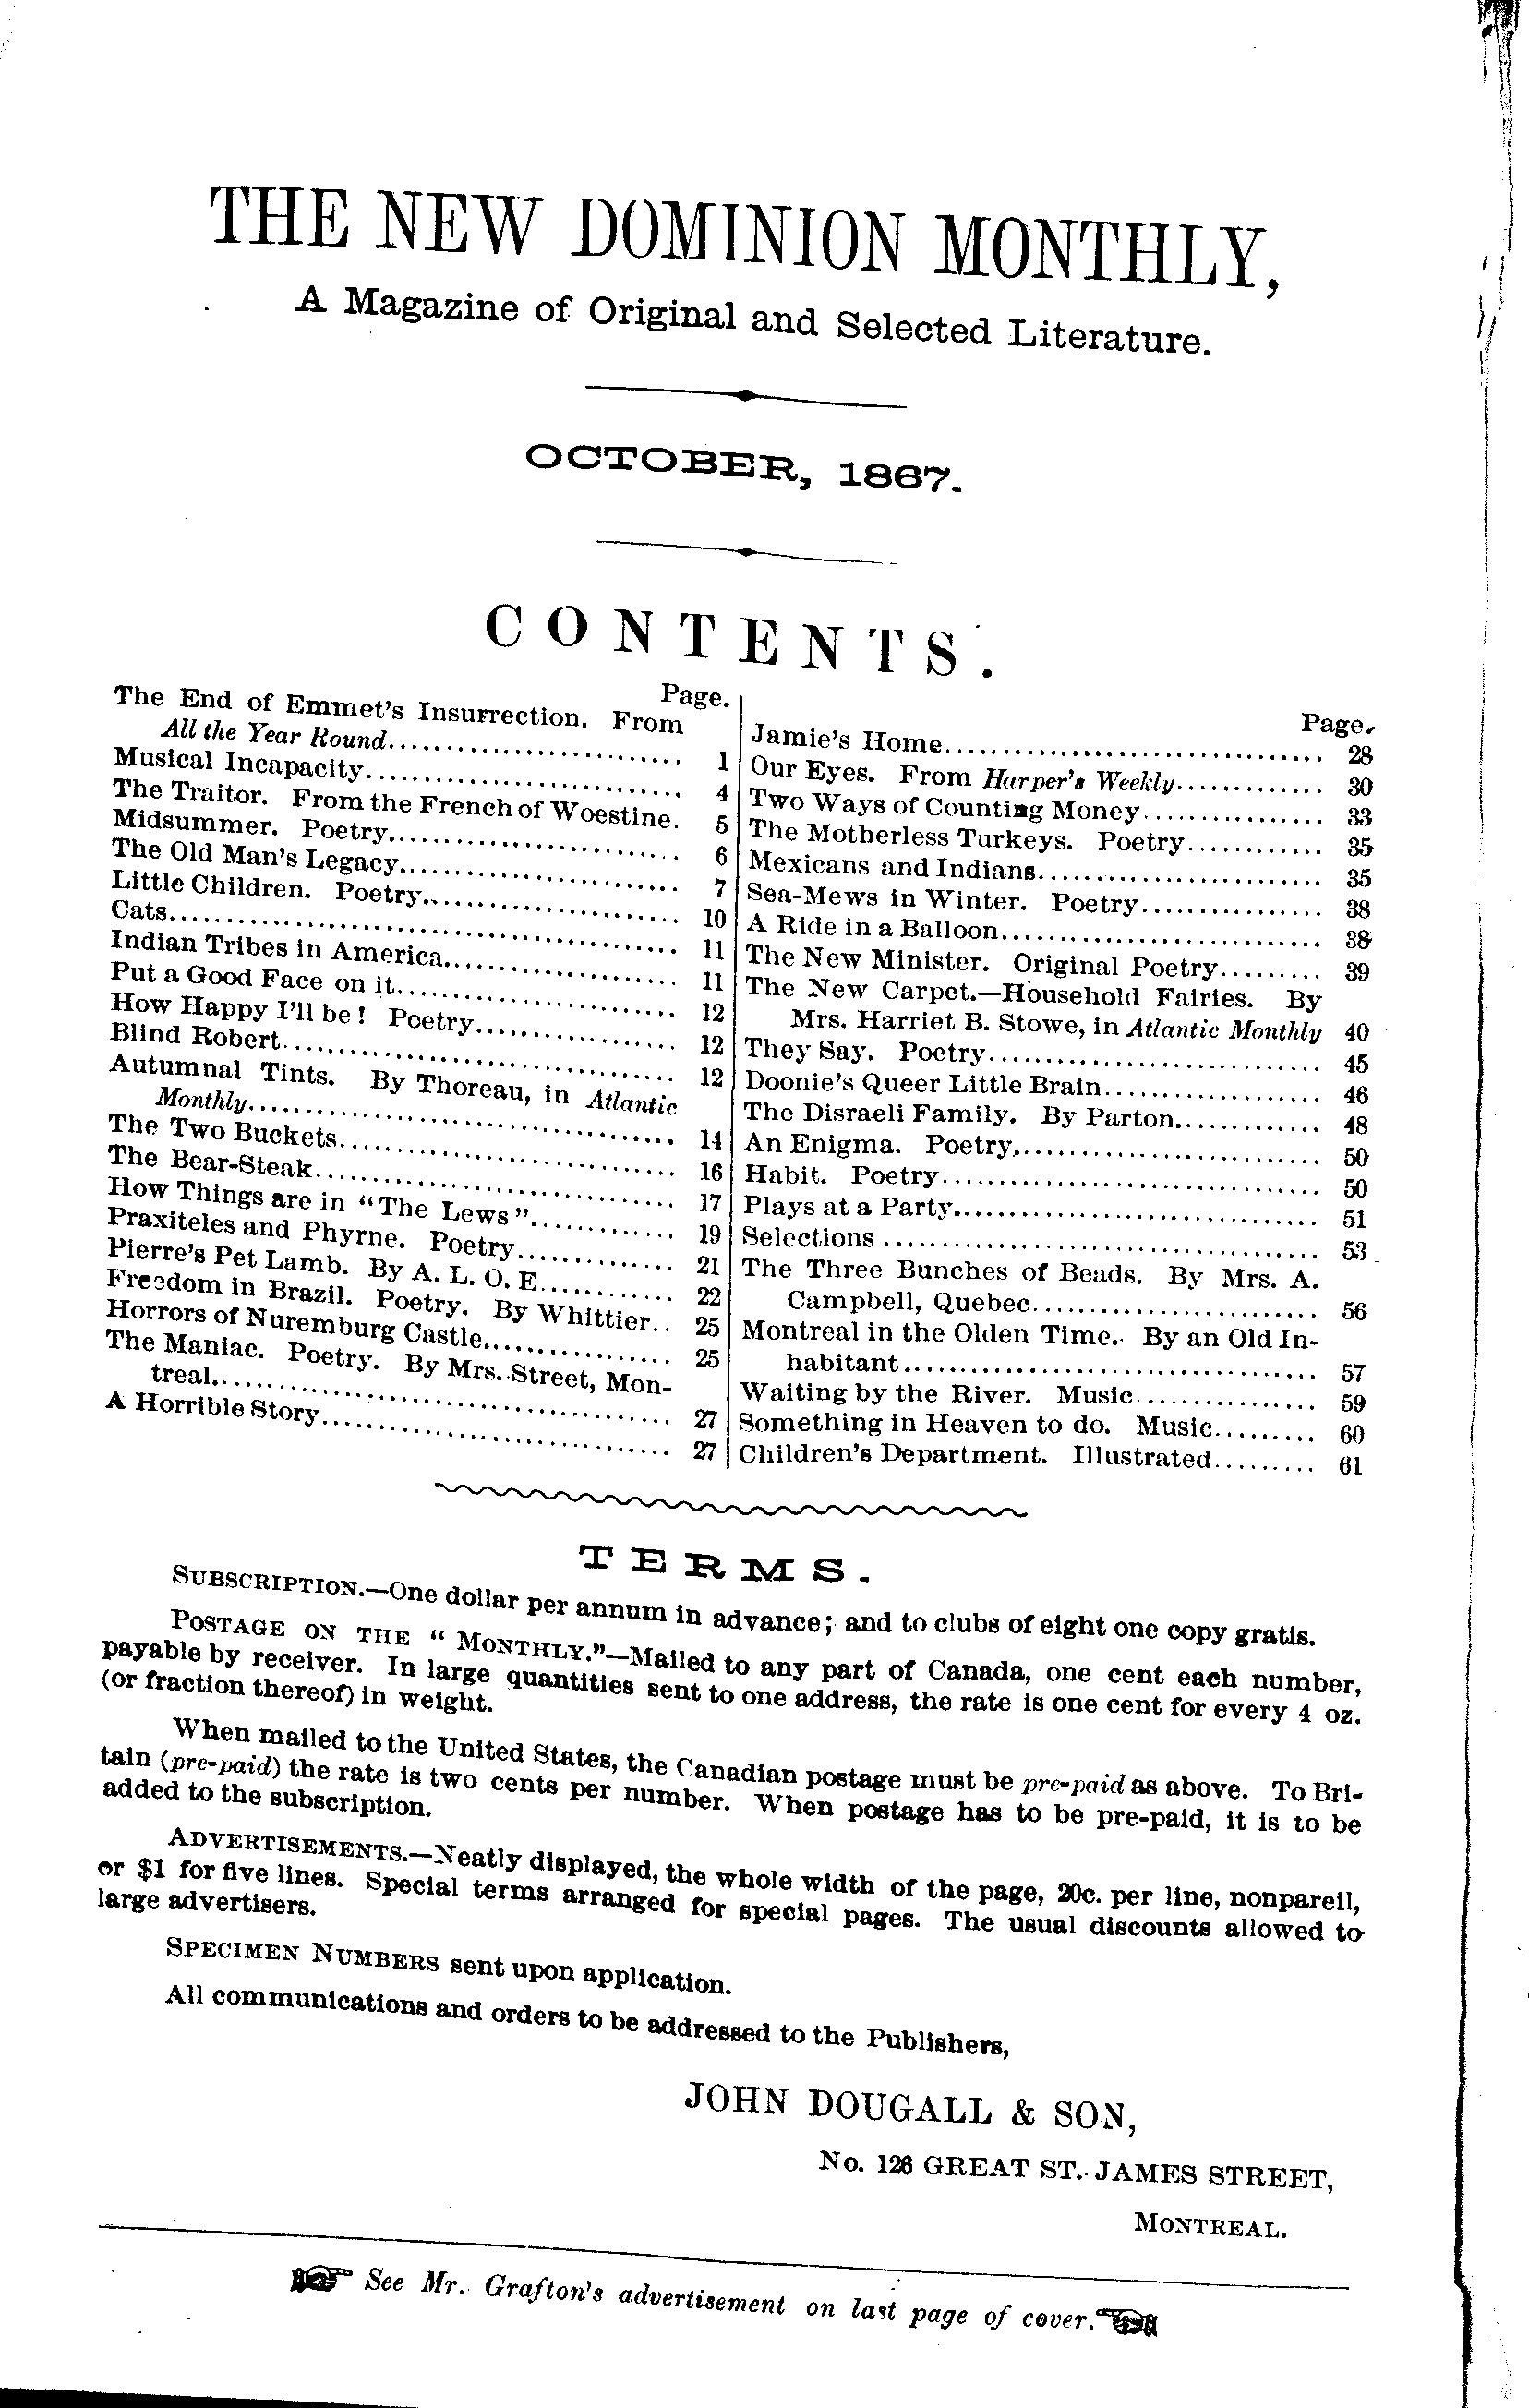 THE NEW DOMINION MONTHLY,
A Magazine of Original and Selected Literature.
OCTOBER, 1867.
CONTENTS.
Page.
The End of Emmet's Insurrection. From
All the Year Round........................... 1
Musical Incapacity............................ 4
The Traitor. From the French of Woestine. 5
Midsummer. Poetry.......................... 6
The Old Man's Legacy......................... 7
Little Children. Poetry....................... 10
Cats............................................. 11
Indian Tribes in America..................... 11
Put a Good Face on it......................... 12
How Happy I'll be! Poetry.................. 12
Blind Robert................................... 12
Autumnal Tints. By Thoreau, in Atlantic
Monthly...................................... 14
The Two Buckets.............................. 16
The Bear-Steak................................ 17
How Things are in "The Lews"............. 19
Praxiteles and Phyrne. Poetry.............. 21
Pierre's Pet Lamb. By A. L. O. E............ 22
Freedom in Brazil. Poetry. By Whittier.. 25
Horrors of Nuremburg Castle................. 25
The Maniac. Poetry. By Mrs. Street, Mon-
treal......................................... 27
A Horrible Story............................... 27
Page.
Jamie's Home................................. 28
Our Eyes. From Harper's Weekly............. 30
Two Ways of Counting Money................ 33
The Motherless Turkeys. Poetry............ 35
Mexicans and Indians......................... 35
Sea-Mews in Winter. Poetry................ 38
A Ride in a Balloon............................ 38
The New Minister. Original Poetry......... 39
The New Carpet.—Household Fairies. By
Mrs. Harriet B. Stowe, in Atlantic Monthly 40
They Say. Poetry............................. 45
Doonie's Queer Little Brain................... 46
The Disraeli Family. By Parton............. 48
An Enigma. Poetry........................... 50
Habit. Poetry................................. 50
Plays at a Party................................ 51
Selections ...................................... 53
The Three Bunches of Beads. By Mrs. A.
Campbell, Quebec......................... 56
Montreal in the Olden Time. By an Old In-
habitant..................................... 57
Waiting by the River. Music................ 59
Something in Heaven to do. Music......... 60
Children's Department. Illustrated......... 61
TERMS.
SUBSCRIPTION.—One dollar per annum in advance; and to clubs of eight one copy gratis.
POSTAGE ON THE "MONTHLY."—Mailed to any part of Canada, one cent each number,
payable by receiver. In large quantities sent to one address, the rate is one cent for every 4 oz.
(or fraction thereof) in weight.
When mailed to the United States, the Canadian postage must be pre-paid as above. To Bri-
tain (pre-paid) the rate is two cents per number. When postage has to be pre-paid, it is to be
added to the subscription.
ADVERTISEMENTS.—Neatly displayed, the whole width of the page, 20c. per line, nonpareil,
or $1 for five lines. Special terms arranged for special pages. The usual discounts allowed to
large advertisers.
SPECIMEN NUMBERS sent upon application.
All communications and orders to be addressed to the Publishers,
JOHN DOUGALL & SON,
No. 126 GREAT ST. JAMES STREET,
MONTREAL.
See Mr. Grafton's advertisement on last page of cover.